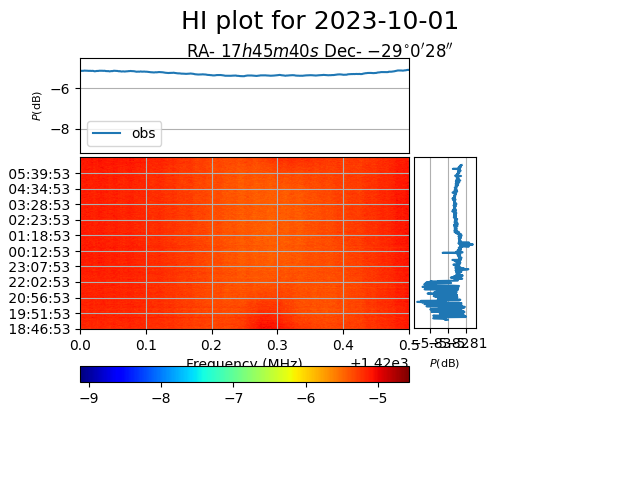 HI plot for 2023-10-01
RA- 17h45m40s Dec- −29°0′28″
P(dB)
−6
−8
obs
05:39:53
04:34:53
03:28:53
02:23:53
01:18:53
00:12:53
23:07:53
22:02:53
20:56:53
19:51:53
18:46:53
0.0 0.1 0.2 0.3 0.4 0.5
Frequency (MHz)
+1.42e3
P(dB)
−9 −8 −7 −6 −5